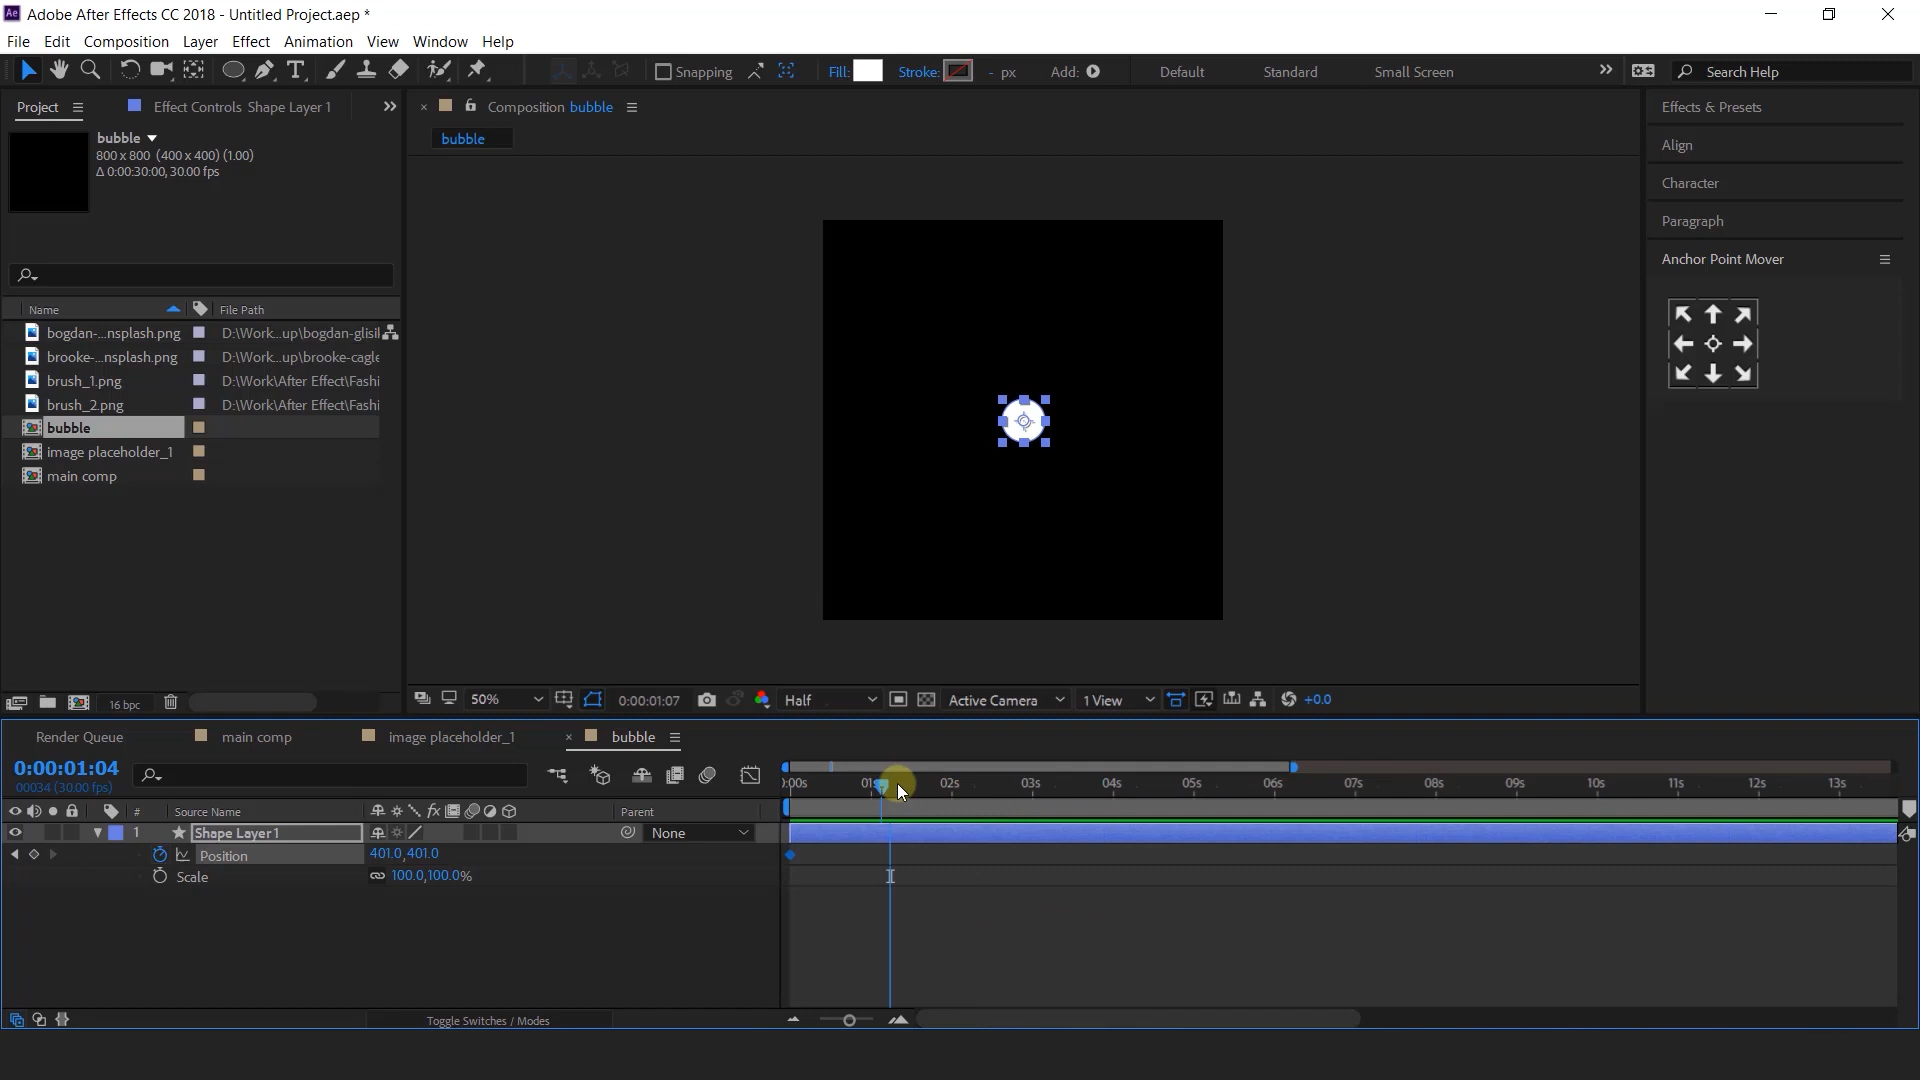 Ae Adobe After Effects CC 2018 - Untitled Project.aep *
File Edit Composition Layer Effect Animation View Window Help
Snapping Fill: Stroke: - px Add: Default Standard Small Screen Search Help
Project Effect Controls Shape Layer 1
Composition bubble
Effects & Presets
bubble
800 x 800 (400 x 400) (1.00)
Δ 0:00:30:00, 30.00 fps
bubble
Align
Character
Paragraph
Anchor Point Mover
Name File Path
bogdan-...nsplash.png D:\Work...up\bogdan-glisil
brooke-...nsplash.png D:\Work...up\brooke-cagle
brush_1.png D:\Work\After Effect\Fashi
brush_2.png D:\Work\After Effect\Fashi
bubble
image placeholder_1
main comp
16 bpc
50% 0:00:01:07 Half Active Camera 1 View +0.0
Render Queue main comp image placeholder_1 × bubble
0:00:01:04
00034 (30.00 fps)
):00s 01s 02s 03s 04s 05s 06s 07s 08s 09s 10s 11s 12s 13s
# Source Name fx Parent
1 Shape Layer 1 None
Position 401.0,401.0
Scale 100.0,100.0%
Toggle Switches / Modes